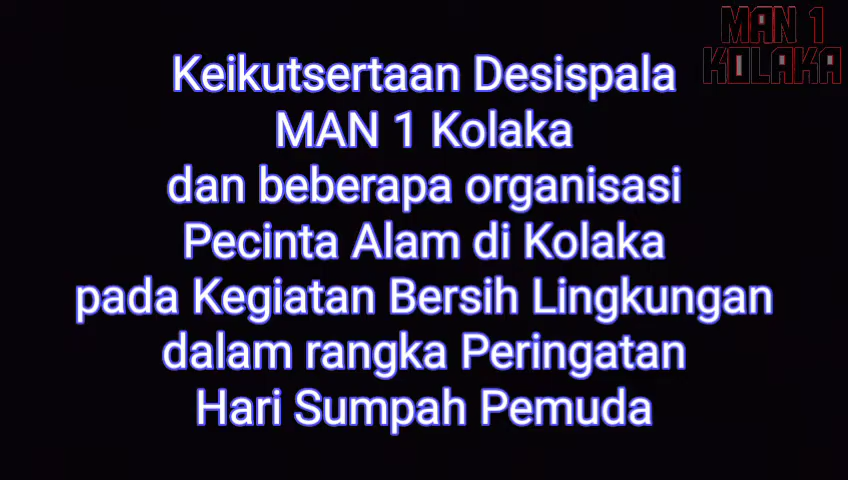 MAN 1
KOLAKA
Keikutsertaan Desispala
MAN 1 Kolaka
dan beberapa organisasi
Pecinta Alam di Kolaka
pada Kegiatan Bersih Lingkungan
dalam rangka Peringatan
Hari Sumpah Pemuda